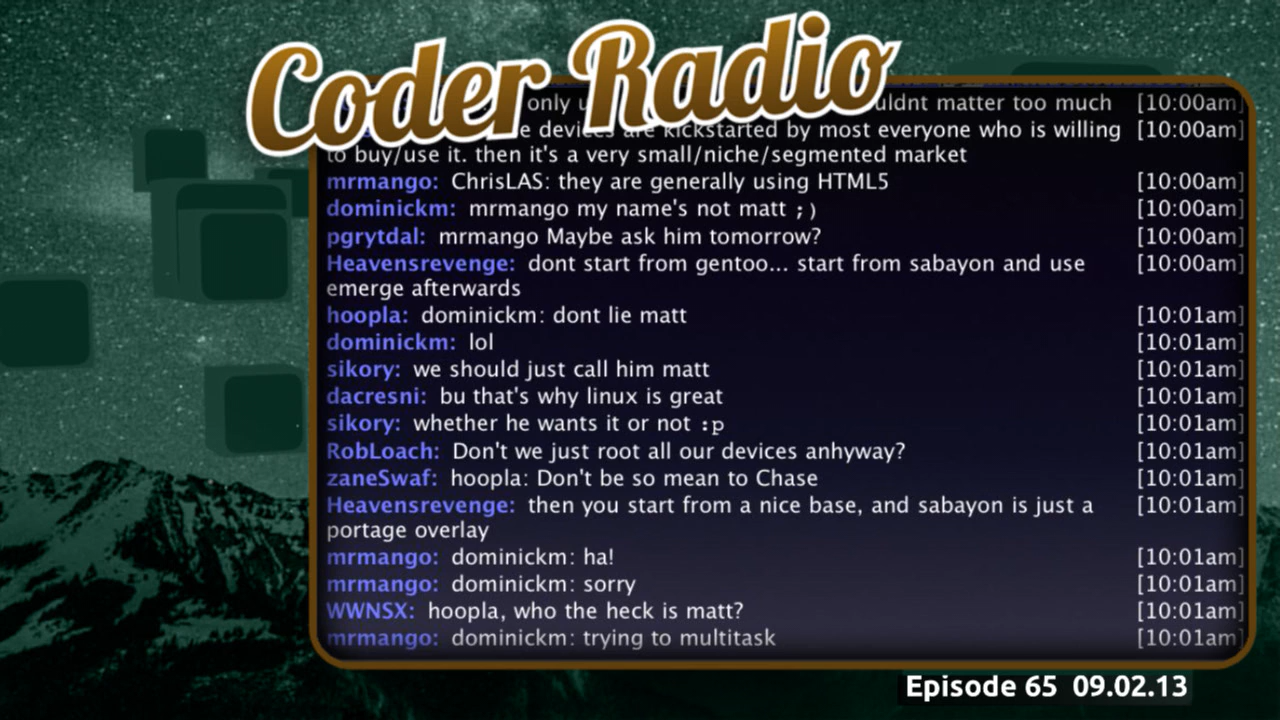 Coder Radio
only uldnt matter too much [10:00am]
devices are kickstarted by most everyone who is willing [10:00am]
to buy/use it. then it's a very small/niche/segmented market
mrmango: ChrisLAS: they are generally using HTML5 [10:00am]
dominickm: mrmango my name's not matt ;) [10:00am]
pgrytdal: mrmango Maybe ask him tomorrow? [10:00am]
Heavensrevenge: dont start from gentoo... start from sabayon and use [10:00am]
emerge afterwards
hoopla: dominickm: dont lie matt [10:01am]
dominickm: lol [10:01am]
sikory: we should just call him matt [10:01am]
dacresni: bu that's why linux is great [10:01am]
sikory: whether he wants it or not :p [10:01am]
RobLoach: Don't we just root all our devices anhyway? [10:01am]
zaneSwaf: hoopla: Don't be so mean to Chase [10:01am]
Heavensrevenge: then you start from a nice base, and sabayon is just a [10:01am]
portage overlay
mrmango: dominickm: ha! [10:01am]
mrmango: dominickm: sorry [10:01am]
WWNSX: hoopla, who the heck is matt? [10:01am]
mrmango: dominickm: trying to multitask [10:01am]
Episode 65 09.02.13